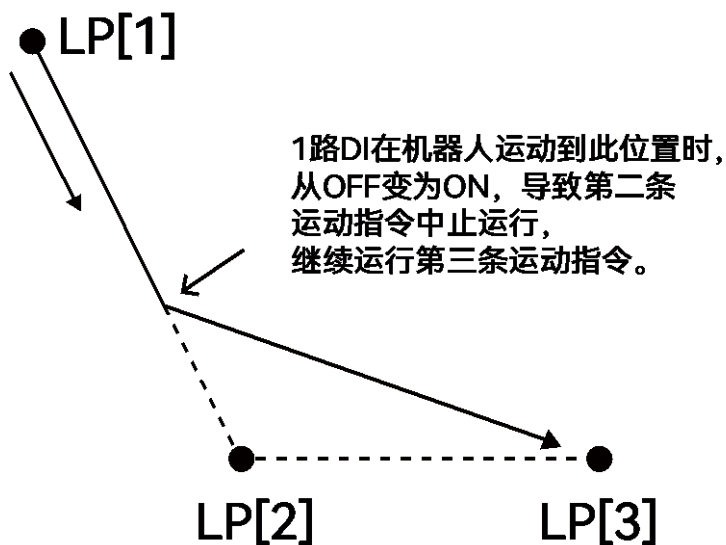 LP[1]
1路DI在机器人运动到此位置时,
从OFF变为ON，导致第二条
运动指令中止运行，
继续运行第三条运动指令。
LP[2]
LP[3]